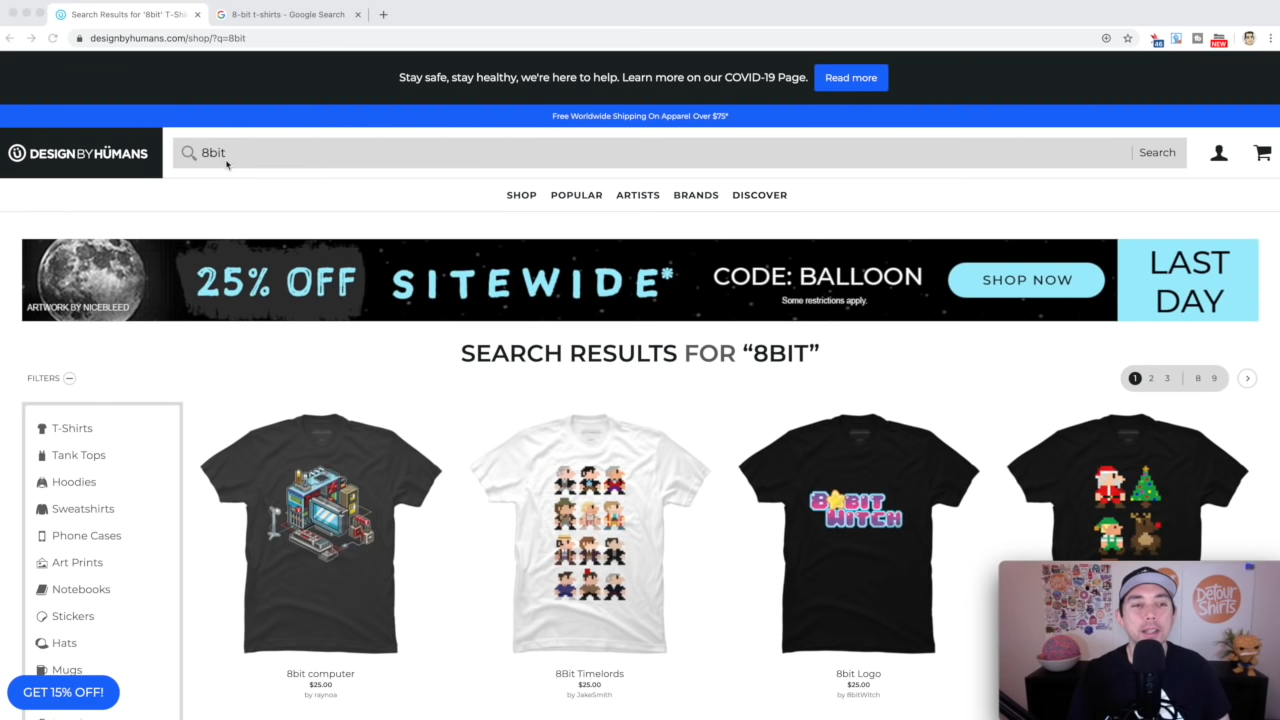 Search Results for '8bit' T-Shi
8-bit t-shirts - Google Search
designbyhumans.com/shop/?q=8bit
46
NEW
Stay safe, stay healthy, we're here to help. Learn more on our COVID-19 Page.
Read more
Free Worldwide Shipping On Apparel Over $75*
DESIGN BY HÜMANS
8bit
Search
SHOP
POPULAR
ARTISTS
BRANDS
DISCOVER
ARTWORK BY NICEBLEED
25% OFF
SITEWIDE*
CODE: BALLOON
Some restrictions apply.
SHOP NOW
LAST
DAY
SEARCH RESULTS FOR “8BIT”
FILTERS
1 2 3 8 9
T-Shirts
Tank Tops
Hoodies
Sweatshirts
Phone Cases
Art Prints
Notebooks
Stickers
Hats
Mugs
GET 15% OFF!
8BIT
WITCH
8bit computer
$25.00
by raynoa
8Bit Timelords
$25.00
by JakeSmith
8bit Logo
$25.00
by 8bitWitch
Detour
Shirts